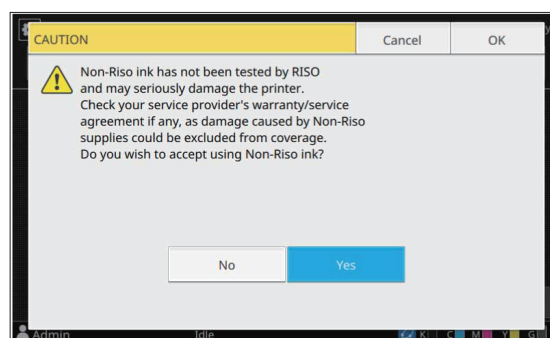 CAUTION
Cancel
OK
Non-Riso ink has not been tested by RISO
and may seriously damage the printer.
Check your service provider's warranty/service
agreement if any, as damage caused by Non-Riso
supplies could be excluded from coverage.
Do you wish to accept using Non-Riso ink?
No
Yes
Admin
Idle
K
C
M
Y
G